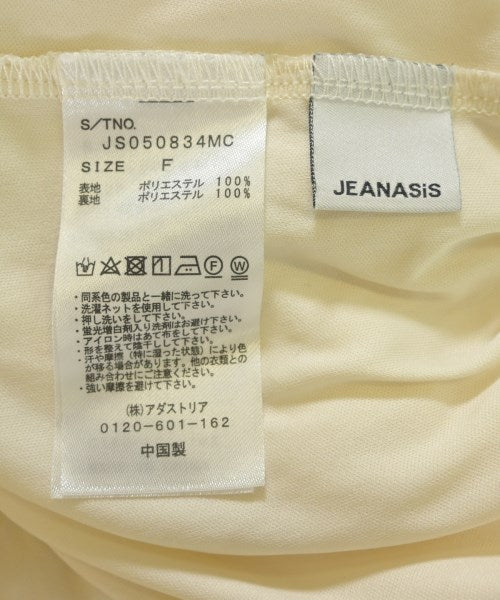 S/TNO.
JS050834MC
SIZE F
表地 ポリエステル 100%
裏地 ポリエステル 100%
F W
・同系色の製品と一緒に洗って下さい。
・洗濯ネットを使用して下さい。
・押し洗いをして下さい。
・蛍光増白剤入り洗剤はお避け下さい。
・アイロン時はあて布をして下さい。
・形を整えて陰干しして下さい。
・汗や摩擦（特に湿った状態）により色
が移る場合があります。他の衣類との
組み合わせにご注意ください。
・強い摩擦を避けて下さい。
(株)アダストリア
0120-601-162
中国製
JEANASiS